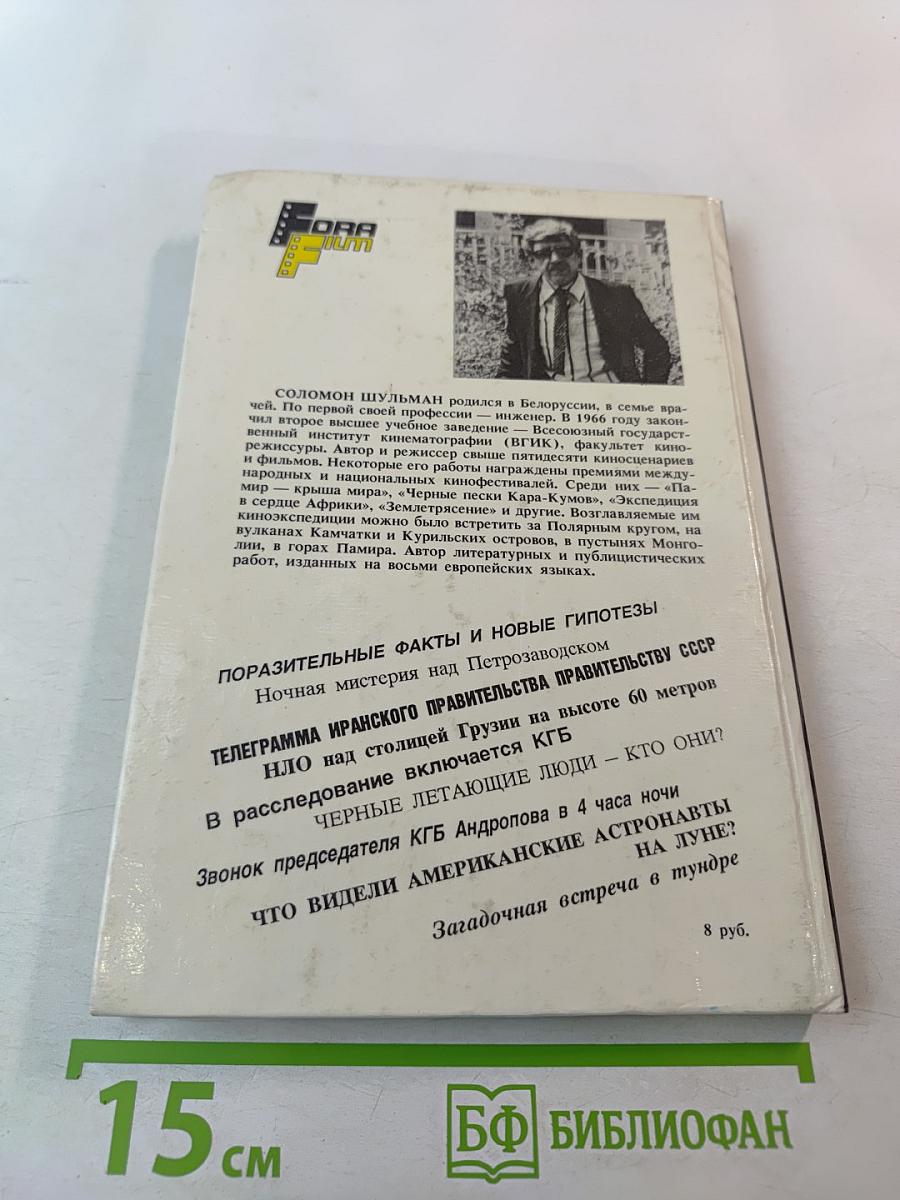 FORA
FILM
СОЛОМОН ШУЛЬМАН родился в Белоруссии, в семье вра-
чей. По первой своей профессии — инженер. В 1966 году закон-
чил второе высшее учебное заведение — Всесоюзный государст-
венный институт кинематографии (ВГИК), факультет кино-
режиссуры. Автор и режиссер свыше пятидесяти киносценариев
и фильмов. Некоторые его работы награждены премиями между-
народных и национальных кинофестивалей. Среди них — «Па-
мир — крыша мира», «Черные пески Кара-Кумов», «Экспедиция
в сердце Африки», «Землетрясение» и другие. Возглавляемые им
киноэкспедиции можно было встретить за Полярным кругом, на
вулканах Камчатки и Курильских островов, в пустынях Монго-
лии, в горах Памира. Автор литературных и публицистических
работ, изданных на восьми европейских языках.
ПОРАЗИТЕЛЬНЫЕ ФАКТЫ И НОВЫЕ ГИПОТЕЗЫ
Ночная мистерия над Петрозаводском
ТЕЛЕГРАММА ИРАНСКОГО ПРАВИТЕЛЬСТВА ПРАВИТЕЛЬСТВУ СССР
НЛО над столицей Грузии на высоте 60 метров
В расследование включается КГБ
ЧЕРНЫЕ ЛЕТАЮЩИЕ ЛЮДИ – КТО ОНИ?
Звонок председателя КГБ Андропова в 4 часа ночи
ЧТО ВИДЕЛИ АМЕРИКАНСКИЕ АСТРОНАВТЫ
НА ЛУНЕ?
Загадочная встреча в тундре
8 руб.
15 см
БФ БИБЛИОФАН